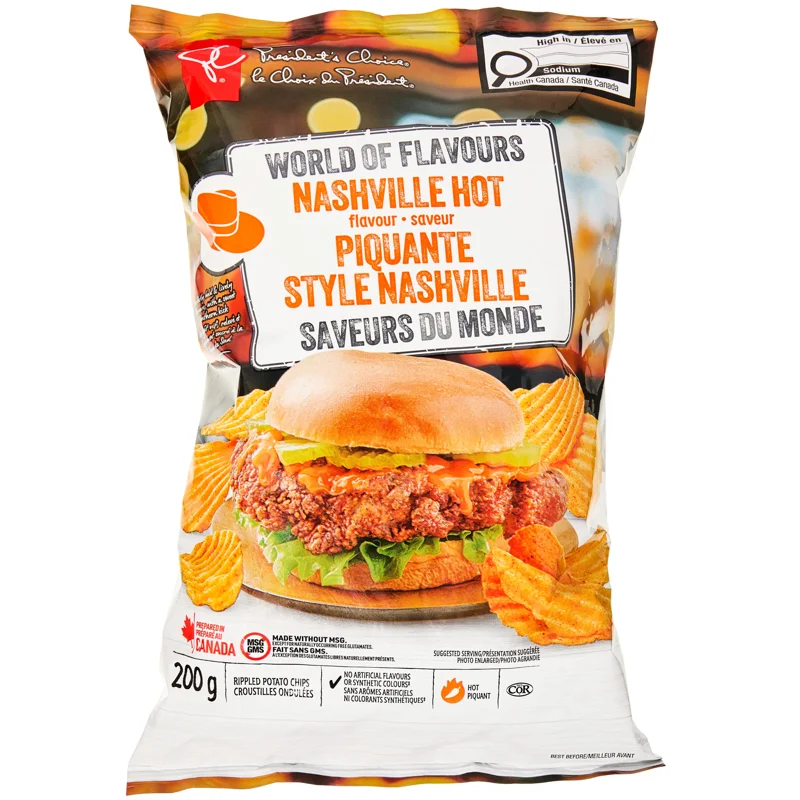 President's Choice®
le Choix du Président®
High in / Élevé en
Sodium
Health Canada / Santé Canada
WORLD OF FLAVOURS
NASHVILLE HOT
flavour • saveur
PIQUANTE
STYLE NASHVILLE
SAVEURS DU MONDE
PREPARED IN
PRÉPARÉ AU
CANADA
MSG
GMS
MADE WITHOUT MSG.
EXCEPT FOR NATURALLY OCCURRING FREE GLUTAMATES.
FAIT SANS GMS.
À L'EXCEPTION DES GLUTAMATES LIBRES NATURELLEMENT PRÉSENTS.
SUGGESTED SERVING/PRÉSENTATION SUGGÉRÉE
PHOTO ENLARGED/PHOTO AGRANDIE
200 g
RIPPLED POTATO CHIPS
CROUSTILLES ONDULÉES
NO ARTIFICIAL FLAVOURS
OR SYNTHETIC COLOURS‡
SANS ARÔMES ARTIFICIELS
NI COLORANTS SYNTHÉTIQUES‡
HOT
PIQUANT
COR
BEST BEFORE/MEILLEUR AVANT